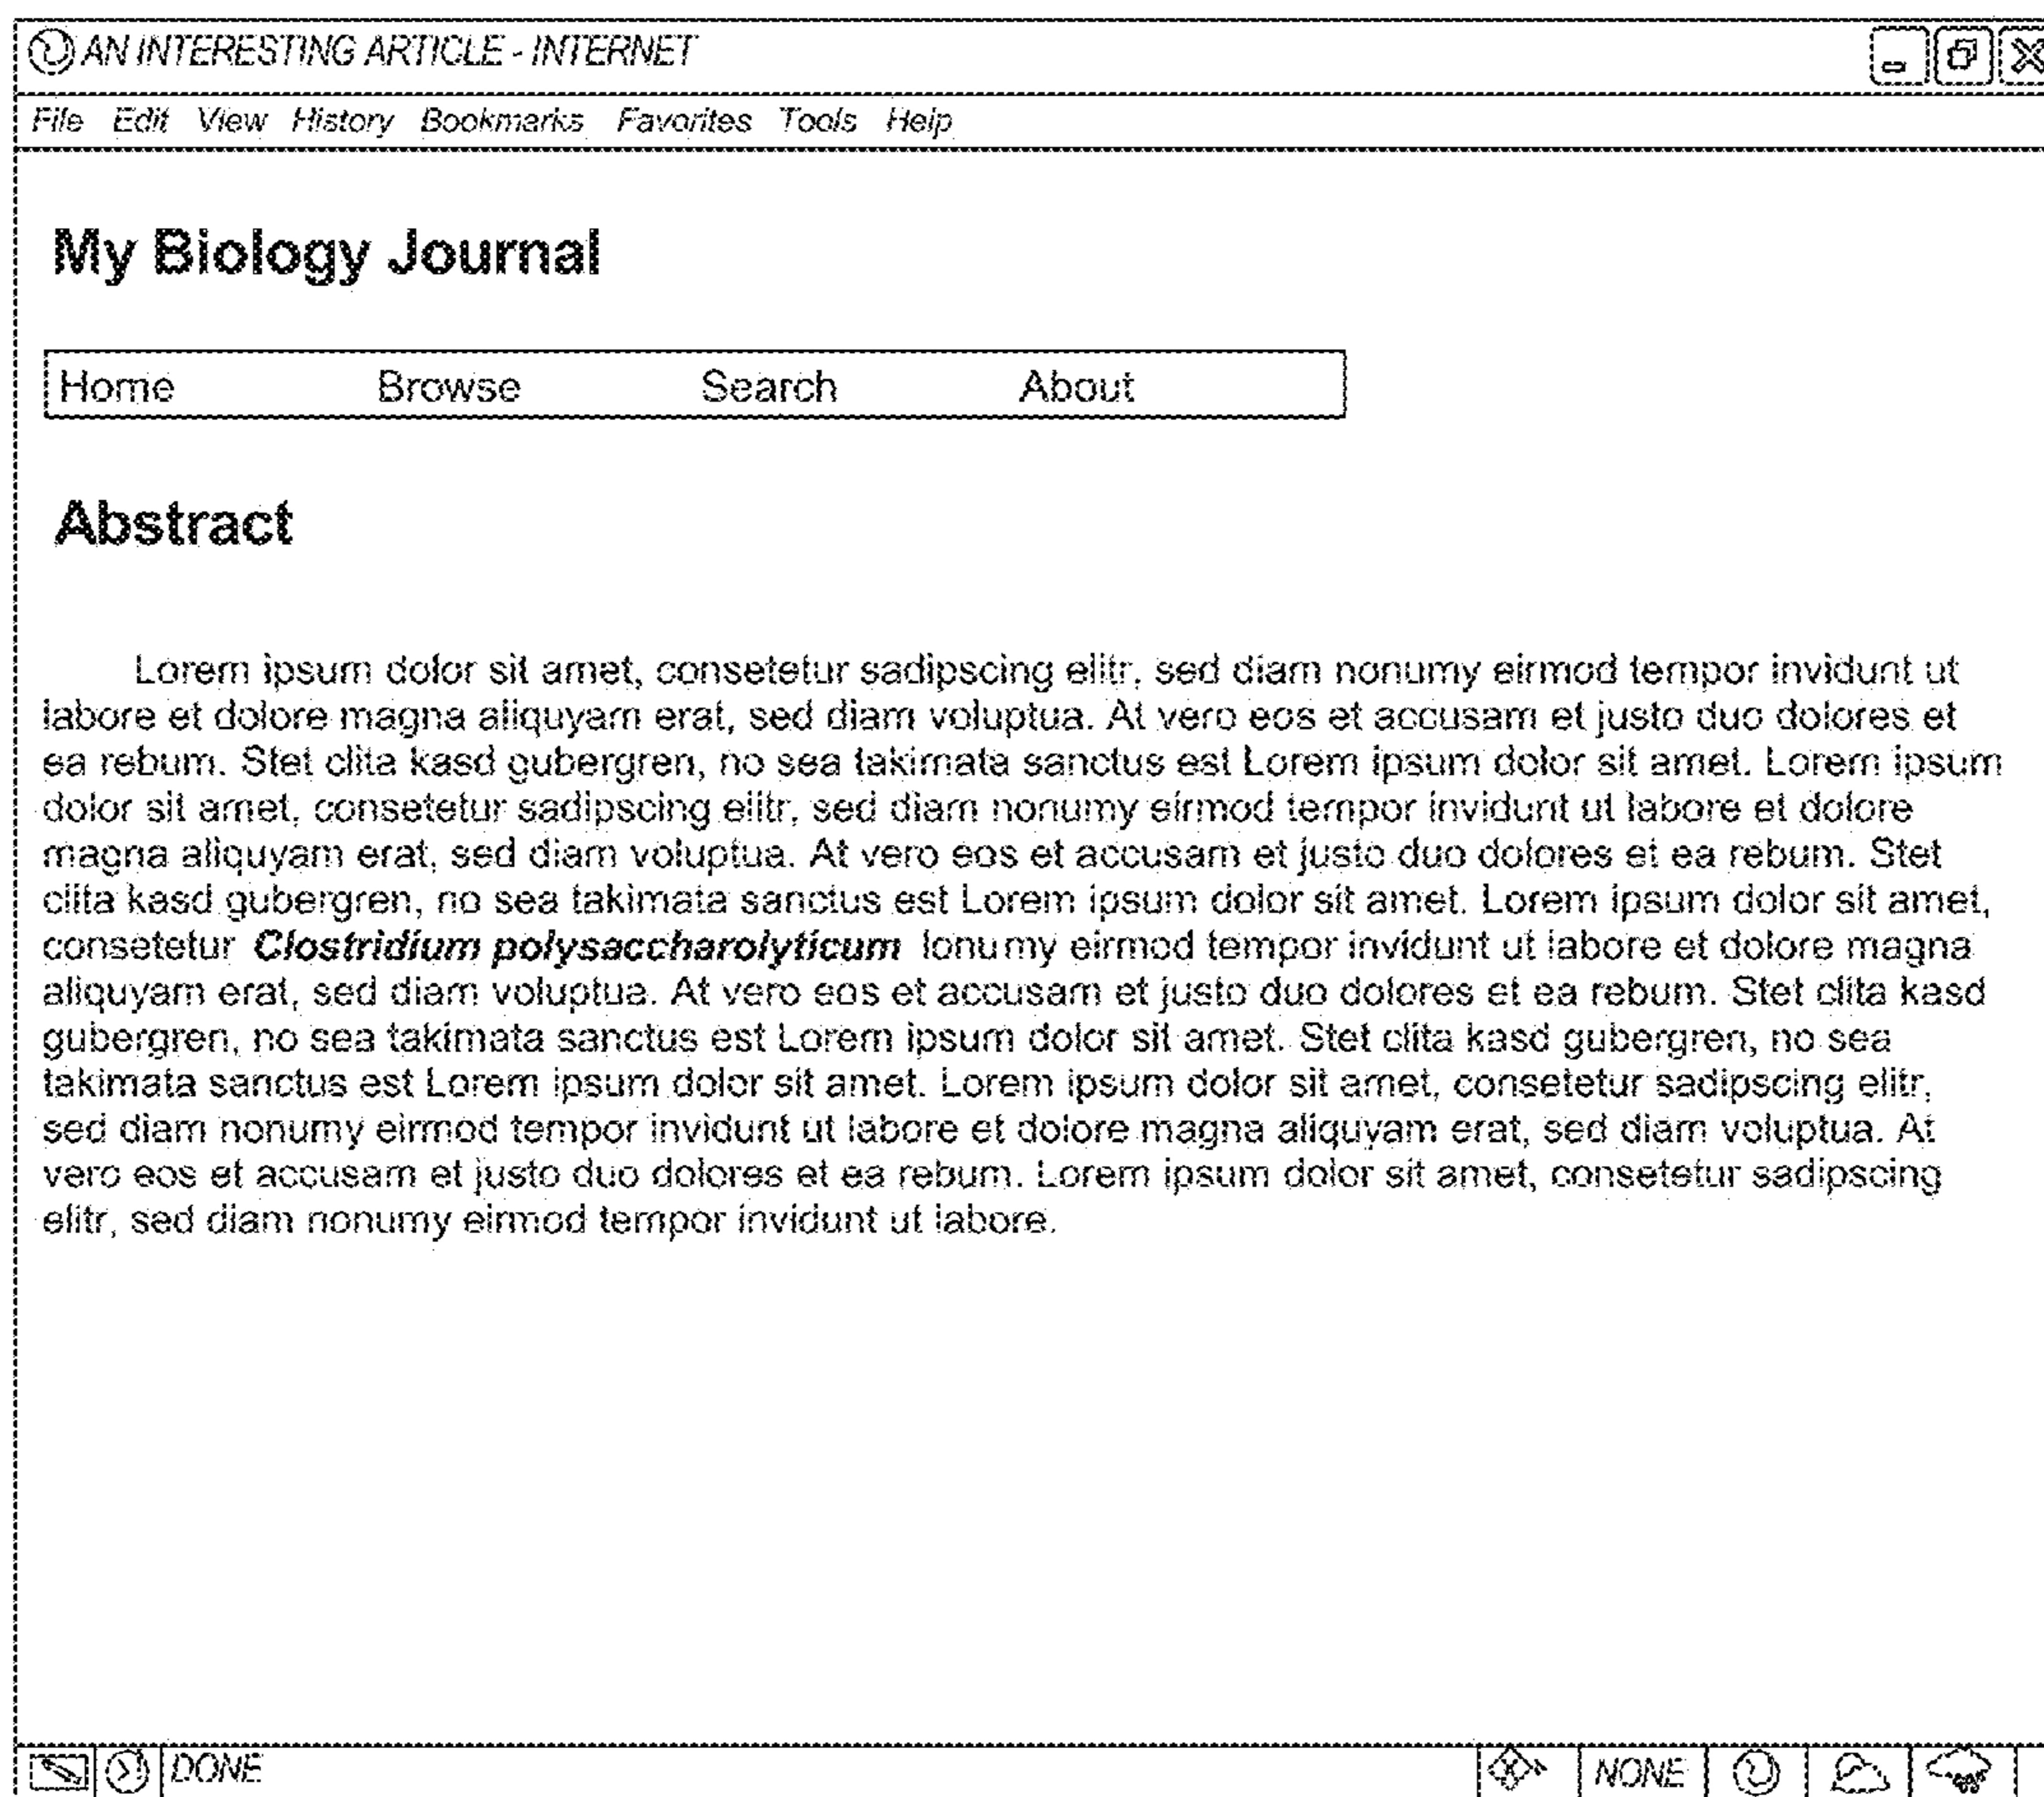 AN INTERESTING ARTICLE - INTERNET
File Edit View History Bookmarks Favorites Tools Help
My Biology Journal
Home Browse Search About
Abstract
Lorem ipsum dolor sit amet, consetetur sadipscing elitr, sed diam nonumy eirmod tempor invidunt ut
labore et dolore magna aliquyam erat, sed diam voluptua. At vero eos et accusam et justo duo dolores et
ea rebum. Stet clita kasd gubergren, no sea takimata sanctus est Lorem ipsum dolor sit amet. Lorem ipsum
dolor sit amet, consetetur sadipscing elitr, sed diam nonumy eirmod tempor invidunt ut labore et dolore
magna aliquyam erat, sed diam voluptua. At vero eos et accusam et justo duo dolores et ea rebum. Stet
clita kasd gubergren, no sea takimata sanctus est Lorem ipsum dolor sit amet. Lorem ipsum dolor sit amet,
consetetur Clostridium polysaccharolyticum lonumy eirmod tempor invidunt ut labore et dolore magna
aliquyam erat, sed diam voluptua. At vero eos et accusam et justo duo dolores et ea rebum. Stet clita kasd
gubergren, no sea takimata sanctus est Lorem ipsum dolor sit amet. Stet clita kasd gubergren, no sea
takimata sanctus est Lorem ipsum dolor sit amet. Lorem ipsum dolor sit amet, consetetur sadipscing elitr,
sed diam nonumy eirmod tempor invidunt ut labore et dolore magna aliquyam erat, sed diam voluptua. At
vero eos et accusam et justo duo dolores et ea rebum. Lorem ipsum dolor sit amet, consetetur sadipscing
elitr, sed diam nonumy eirmod tempor invidunt ut labore.
DONE NONE